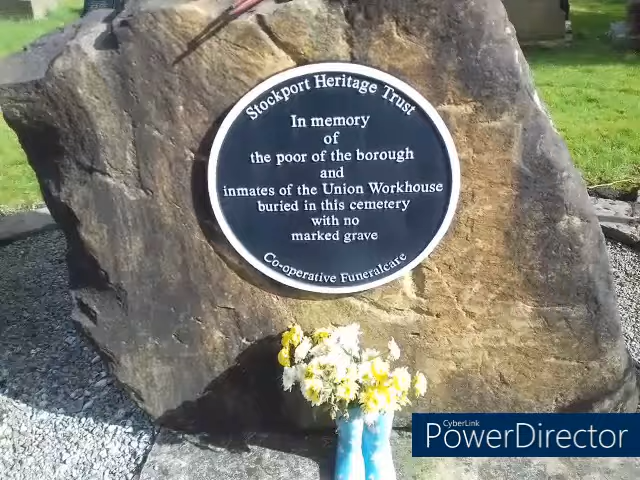 Stockport Heritage Trust
In memory
of
the poor of the borough
and
inmates of the Union Workhouse
buried in this cemetery
with no
marked grave
Co-operative Funeralcare
CyberLink
PowerDirector